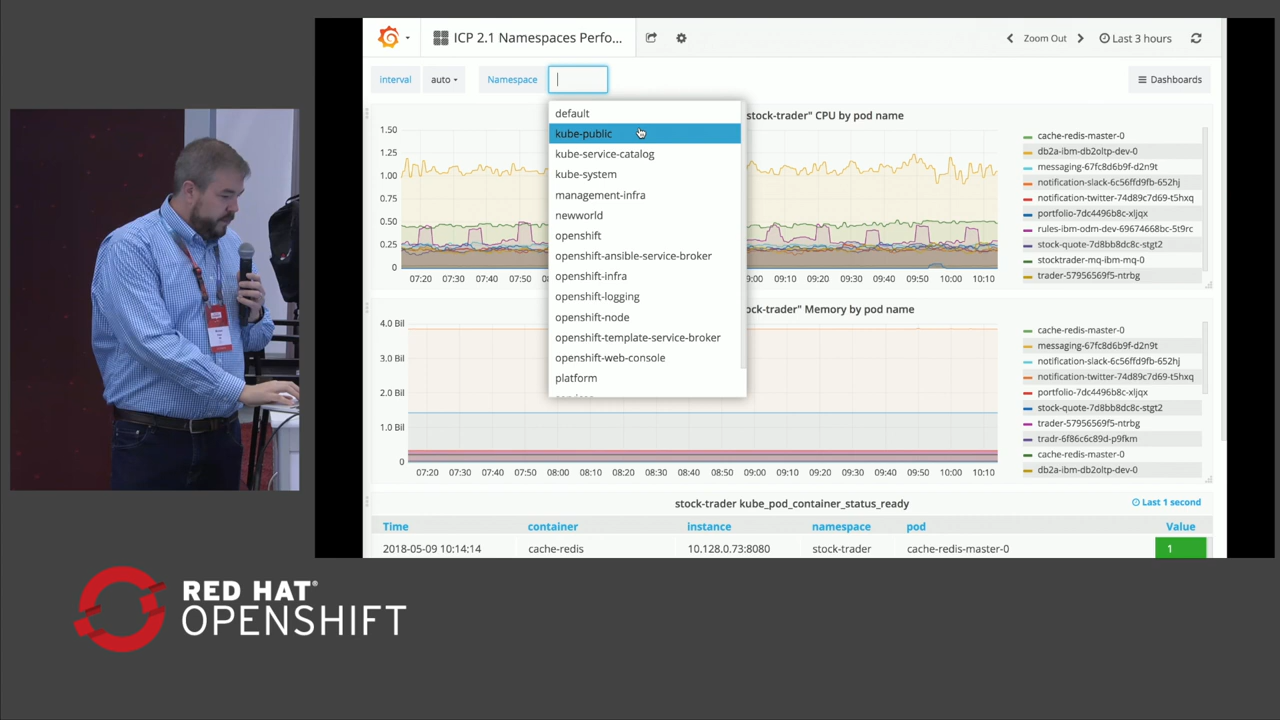 ICP 2.1 Namespaces Perfo...
Zoom Out
Last 3 hours
interval
auto
Namespace
Dashboards
default
kube-public
kube-service-catalog
kube-system
management-infra
newworld
openshift
openshift-ansible-service-broker
openshift-infra
openshift-logging
openshift-node
openshift-template-service-broker
openshift-web-console
platform
stock-trader" CPU by pod name
1.50
1.25
1.00
0.75
0.50
0.25
0
07:20 07:30 07:40 07:50 9:00 09:10 09:20 09:30 09:40 09:50 10:00 10:10
cache-redis-master-0
db2a-ibm-db2oltp-dev-0
messaging-67fc8d6b9f-d2n9t
notification-slack-6c56ffd9fb-652hj
notification-twitter-74d89c7d69-t5hxq
portfolio-7dc4496b8c-xljqx
rules-ibm-odm-dev-69674668bc-5t9rc
stock-quote-7d8bb8dc8c-stgt2
stocktrader-mq-ibm-mq-0
trader-57956569f5-ntrbg
ock-trader" Memory by pod name
4.0 Bil
3.0 Bil
2.0 Bil
1.0 Bil
0
07:20 07:30 07:40 07:50 08:00 08:10 08:20 08:30 08:40 08:50 09:00 09:10 09:20 09:30 09:40 09:50 10:00 10:10
cache-redis-master-0
messaging-67fc8d6b9f-d2n9t
notification-slack-6c56ffd9fb-652hj
notification-twitter-74d89c7d69-t5hxq
portfolio-7dc4496b8c-xljqx
stock-quote-7d8bb8dc8c-stgt2
trader-57956569f5-ntrbg
tradr-6f86c6c89d-p9fkm
cache-redis-master-0
db2a-ibm-db2oltp-dev-0
stock-trader kube_pod_container_status_ready
Last 1 second
Time container instance namespace pod Value
2018-05-09 10:14:14 cache-redis 10.128.0.73:8080 stock-trader cache-redis-master-0 1
RED HAT®
OPENSHIFT